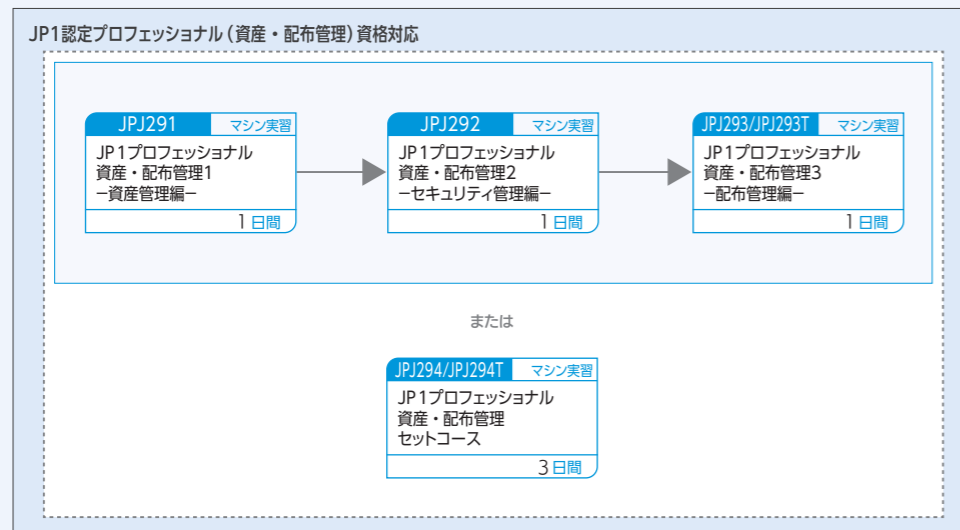 JP1認定プロフェッショナル（資産・配布管理）資格対応
JPJ291 マシン実習
JP1プロフェッショナル
資産・配布管理1
−資産管理編−
1日間
JPJ292 マシン実習
JP1プロフェッショナル
資産・配布管理2
−セキュリティ管理編−
1日間
JPJ293/JPJ293T マシン実習
JP1プロフェッショナル
資産・配布管理3
−配布管理編−
1日間
または
JPJ294/JPJ294T マシン実習
JP1プロフェッショナル
資産・配布管理
セットコース
3日間